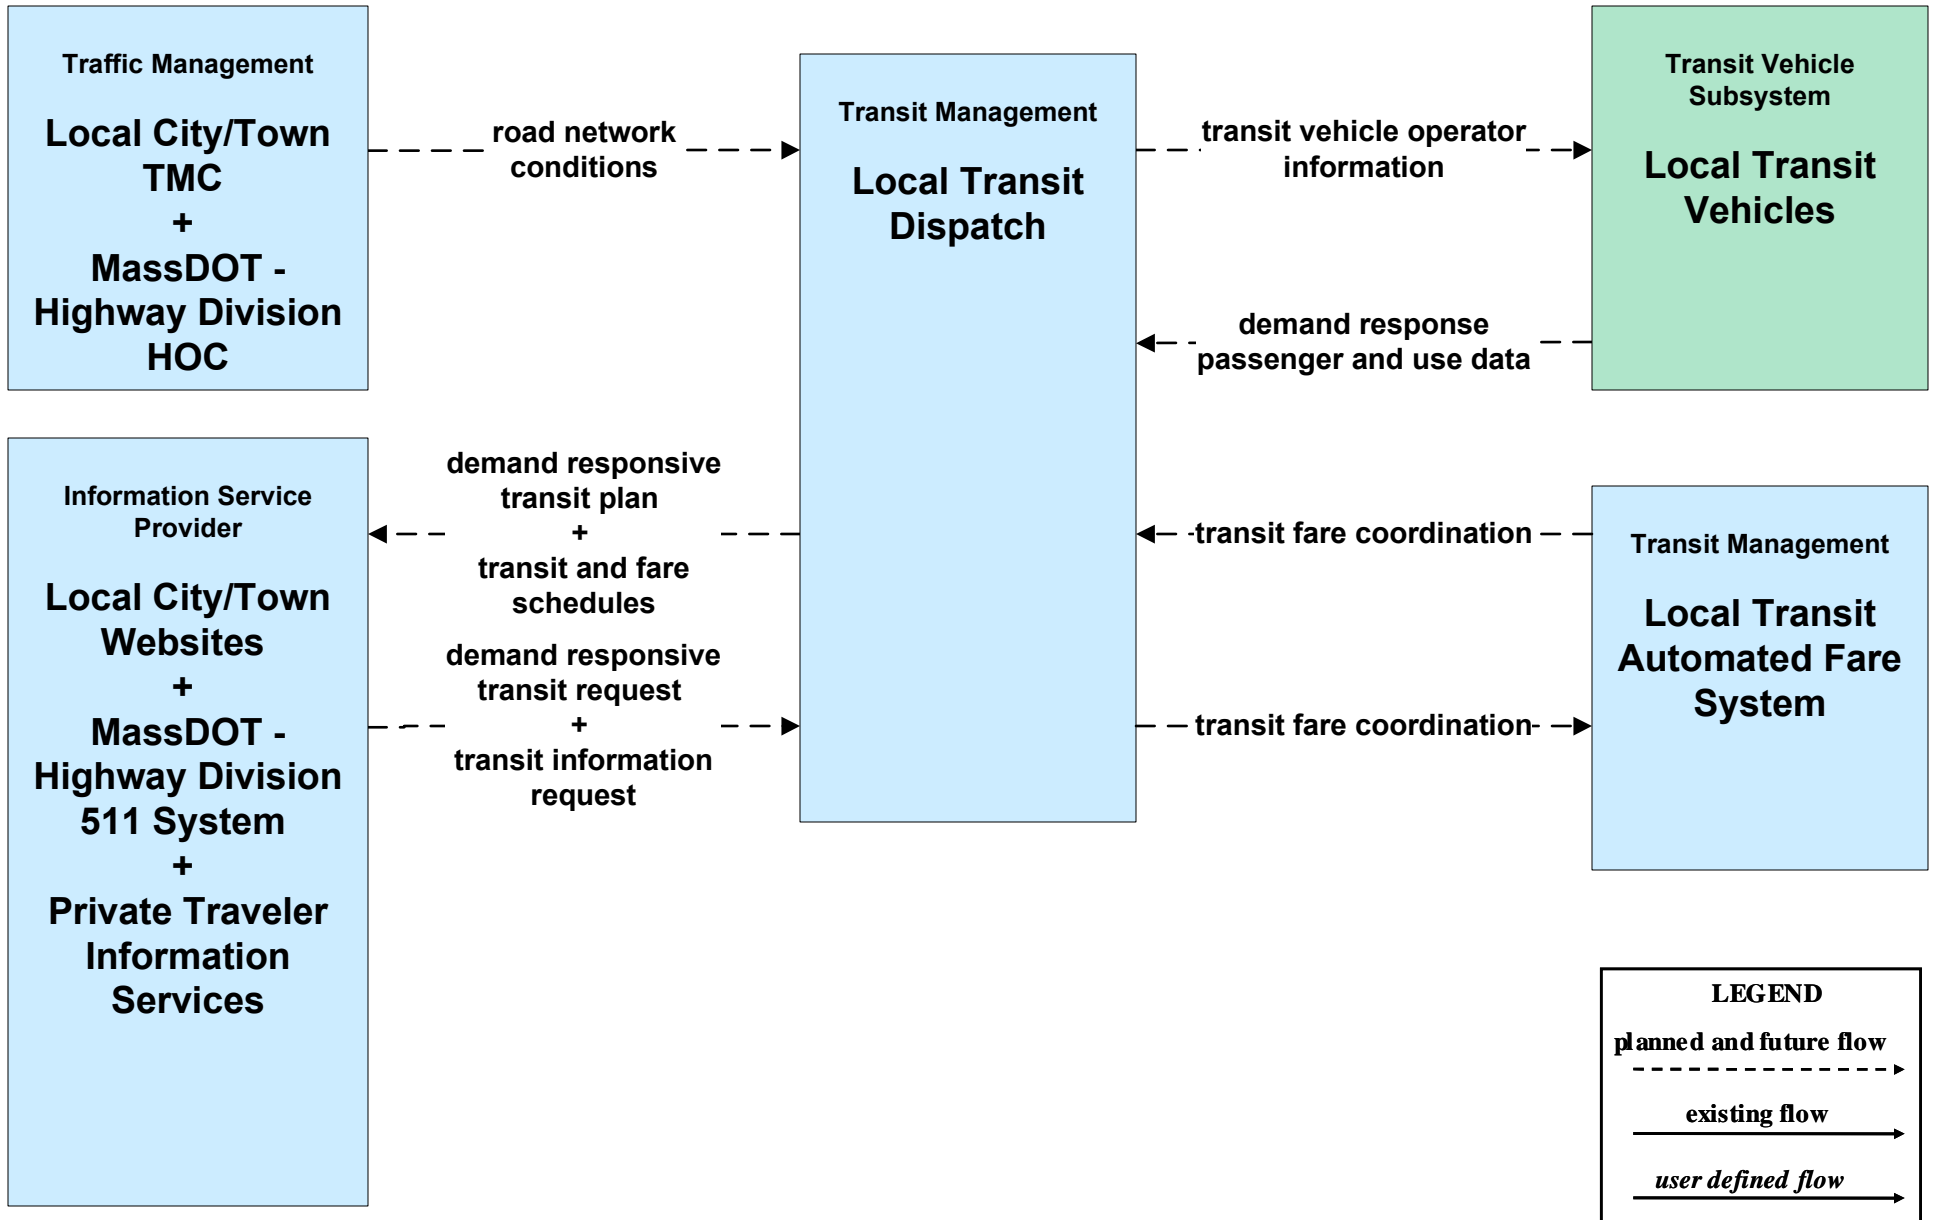 Traffic Management
Local City/Town
TMC
+
MassDOT -
Highway Division
HOC
road network
conditions
Transit Management
Local Transit
Dispatch
transit vehicle operator
information
Transit Vehicle
Subsystem
Local Transit
Vehicles
demand response
passenger and use data
Information Service
Provider
Local City/Town
Websites
+
MassDOT -
Highway Division
511 System
+
Private Traveler
Information
Services
demand responsive
transit plan
+
transit and fare
schedules
demand responsive
transit request
+
transit information
request
transit fare coordination
transit fare coordination
Transit Management
Local Transit
Automated Fare
System
LEGEND
planned and future flow
existing flow
user defined flow